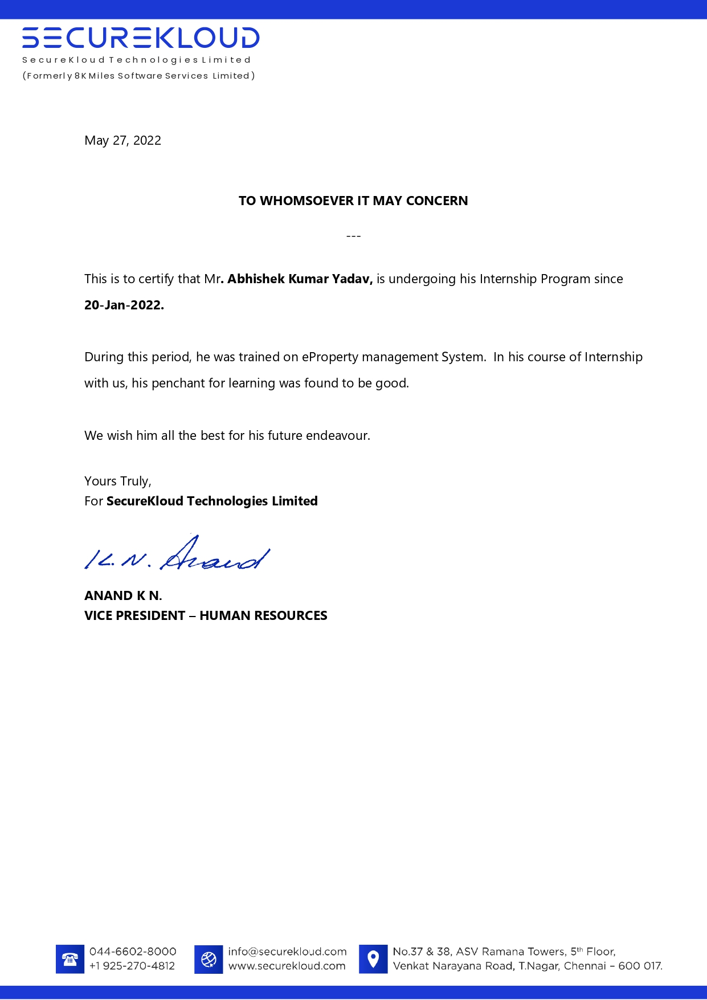 SECUREKLOUD
SecureKloud Technologies Limited
(Formerly 8K Miles Software Services Limited)
May 27, 2022
TO WHOMSOEVER IT MAY CONCERN
---
This is to certify that Mr. Abhishek Kumar Yadav, is undergoing his Internship Program since
20-Jan-2022.
During this period, he was trained on eProperty management System.  In his course of Internship
with us, his penchant for learning was found to be good.
We wish him all the best for his future endeavour.
Yours Truly,
For SecureKloud Technologies Limited
K. N. Anand
ANAND K N.
VICE PRESIDENT – HUMAN RESOURCES
044-6602-8000
+1 925-270-4812
info@securekloud.com
www.securekloud.com
No.37 & 38, ASV Ramana Towers, 5th Floor,
Venkat Narayana Road, T.Nagar, Chennai – 600 017.